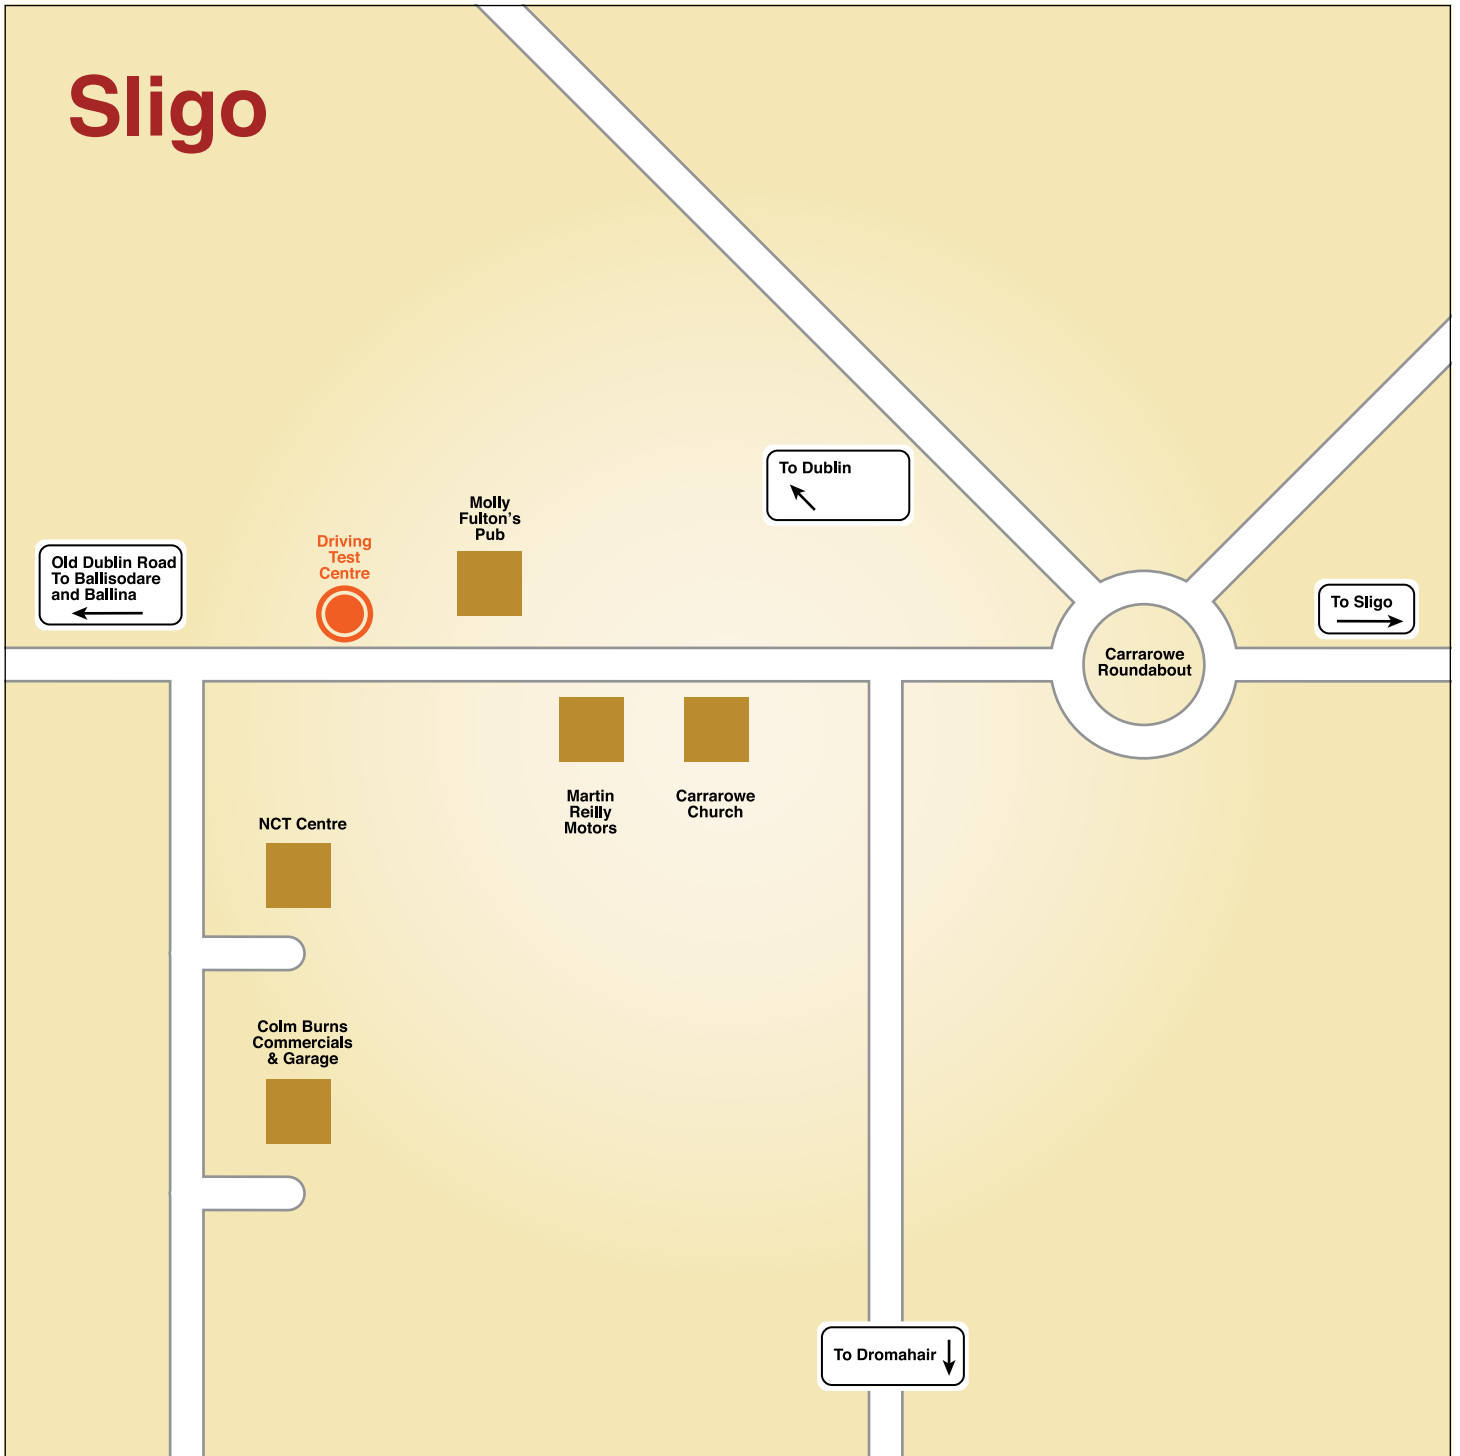 Sligo
To Dublin
Molly
Fulton's
Pub
Driving
Test
Centre
Old Dublin Road
To Ballisodare
and Ballina
To Sligo
Carrarowe
Roundabout
Martin
Reilly
Motors
Carrarowe
Church
NCT Centre
Colm Burns
Commercials
& Garage
To Dromahair